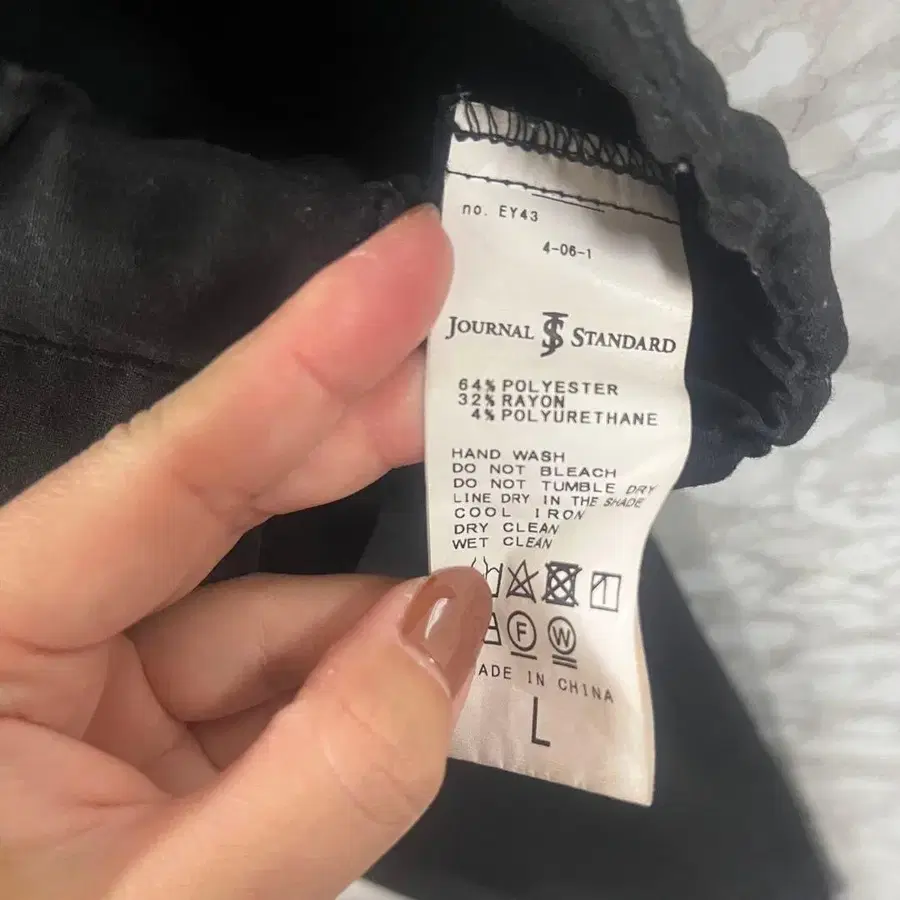 no. EY43
4-06-1
JOURNAL JS STANDARD
64% POLYESTER
32% RAYON
4% POLYURETHANE
HAND WASH
DO NOT BLEACH
DO NOT TUMBLE DRY
LINE DRY IN THE SHADE
COOL IRON
DRY CLEAN
WET CLEAN
F W
ADE IN CHINA
L